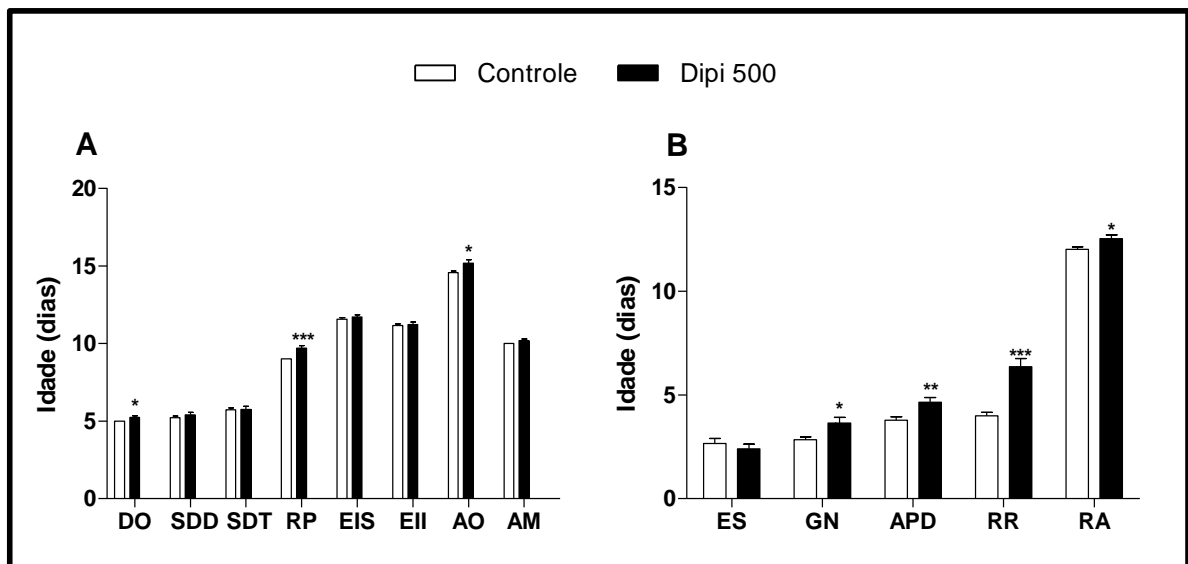 Controle Dipi 500
A
Idade (dias)
20
15
10
5
0
*
***
*
DO SDD SDT RP EIS EII AO AM
B
Idade (dias)
15
10
5
0
*
**
***
*
ES GN APD RR RA